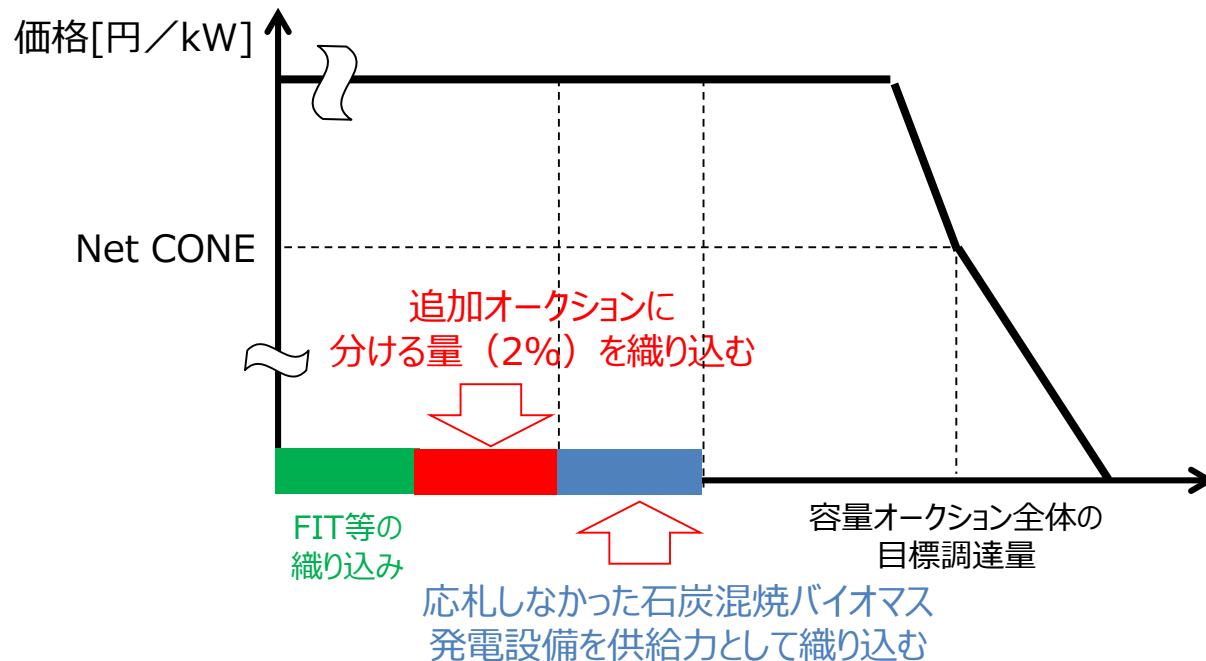 価格[円／kW]
Net CONE
追加オークションに
分ける量（2%）を織り込む
FIT等の
織り込み
容量オークション全体の
目標調達量
応札しなかった石炭混焼バイオマス
発電設備を供給力として織り込む